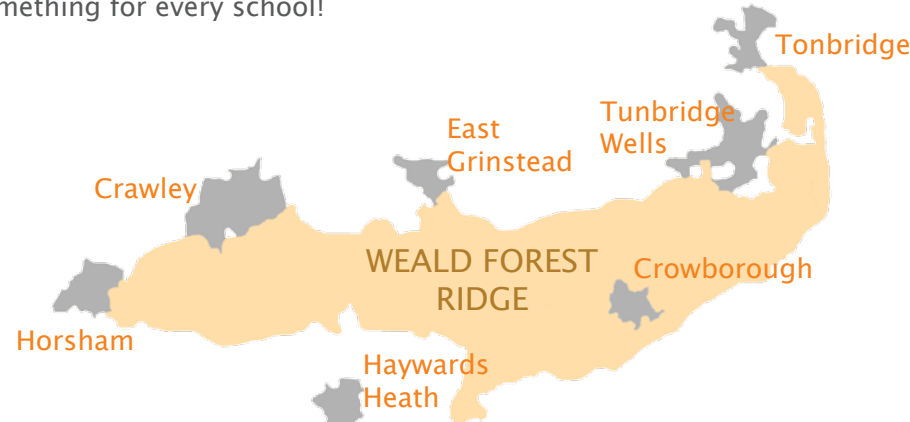 mething for every school!
Tonbridge
Tunbridge
Wells
East
Grinstead
Crawley
WEALD FOREST
RIDGE
Crowborough
Horsham
Haywards
Heath